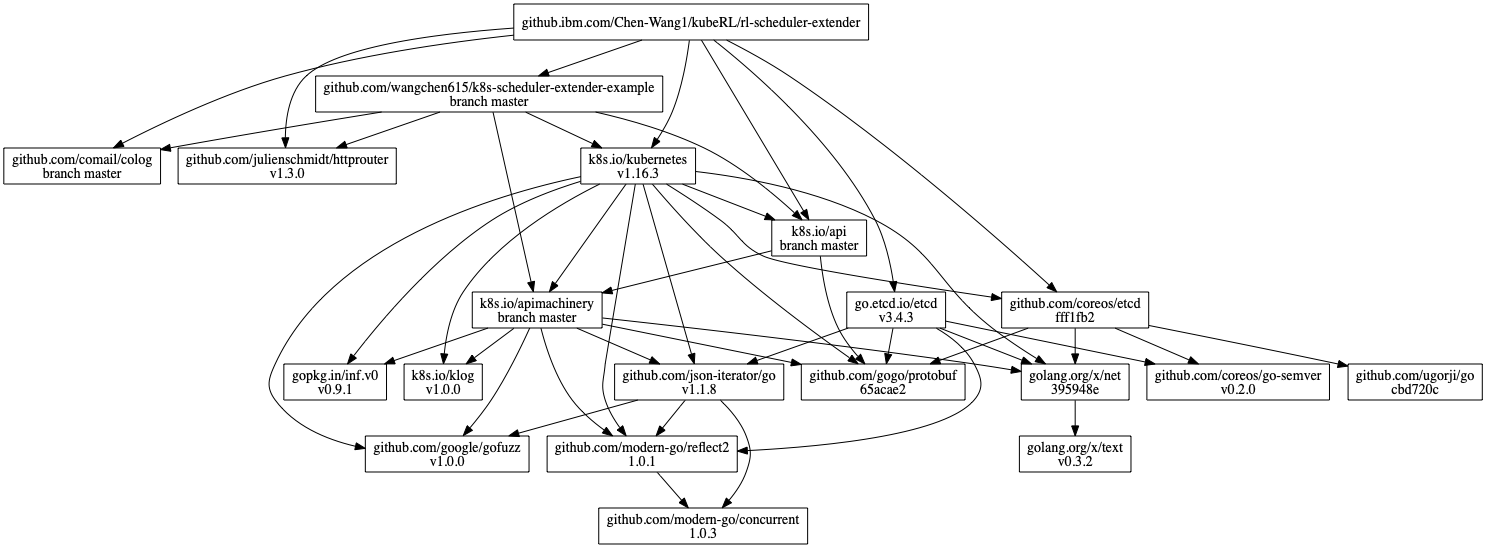 github.ibm.com/Chen-Wang1/kubeRL/rl-scheduler-extender
github.com/wangchen615/k8s-scheduler-extender-example
branch master
github.com/comail/colog
branch master
github.com/julienschmidt/httprouter
v1.3.0
k8s.io/kubernetes
v1.16.3
k8s.io/api
branch master
k8s.io/apimachinery
branch master
go.etcd.io/etcd
v3.4.3
github.com/coreos/etcd
fff1fb2
gopkg.in/inf.v0
v0.9.1
k8s.io/klog
v1.0.0
github.com/json-iterator/go
v1.1.8
github.com/gogo/protobuf
65acae2
golang.org/x/net
395948e
github.com/coreos/go-semver
v0.2.0
github.com/ugorji/go
cbd720c
github.com/google/gofuzz
v1.0.0
github.com/modern-go/reflect2
1.0.1
golang.org/x/text
v0.3.2
github.com/modern-go/concurrent
1.0.3